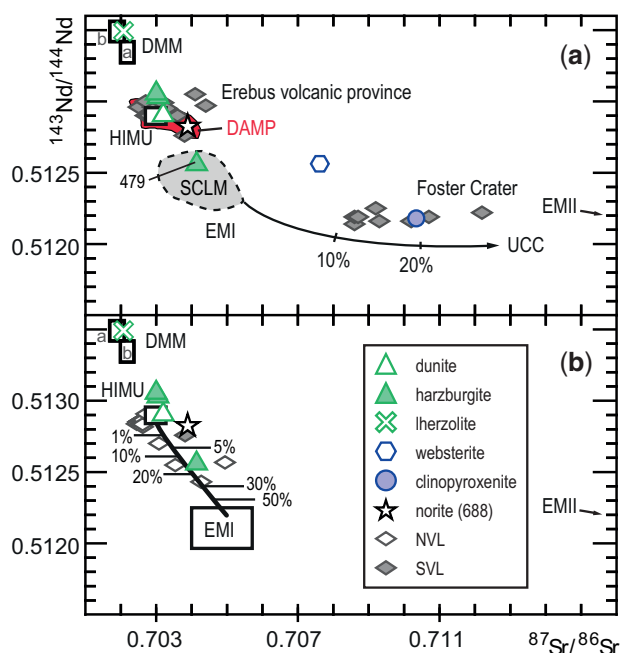 b
DMM
a
(a)
¹⁴³Nd/¹⁴⁴Nd
Erebus volcanic province
HIMU
DAMP
0.5125
479
SCLM
Foster Crater
EMI
EMII
0.5120
UCC
10%
20%
a
DMM
b
(b)
HIMU
0.5130
1%
5%
10%
0.5125
20%
30%
50%
EMI
EMII
0.5120
dunite
harzburgite
lherzolite
websterite
clinopyroxenite
norite (688)
NVL
SVL
0.703
0.707
0.711
⁸⁷Sr/⁸⁶Sr